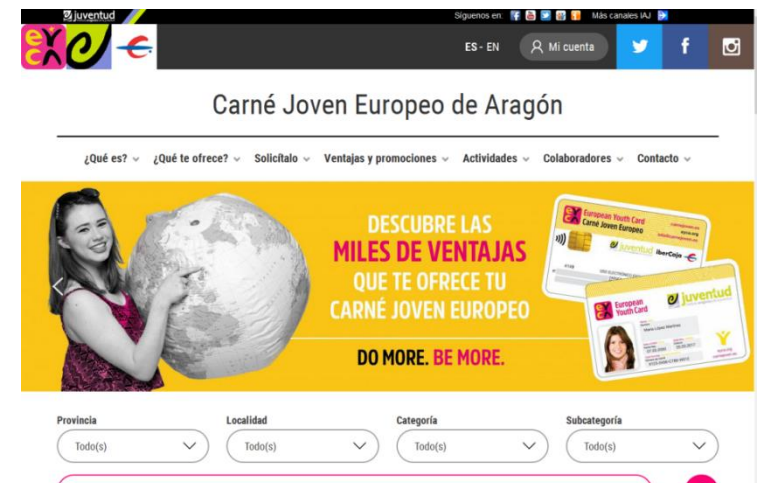 juventud
Síguenos en:
Más canales IAJ
ES - EN
Mi cuenta
Carné Joven Europeo de Aragón
¿Qué es?
¿Qué te ofrece?
Solicítalo
Ventajas y promociones
Actividades
Colaboradores
Contacto
DESCUBRE LAS
MILES DE VENTAJAS
QUE TE OFRECE TU
CARNÉ JOVEN EUROPEO
DO MORE. BE MORE.
European Youth Card
Carné Joven Europeo
juventud iberCaja
European
Youth Card
juventud
Provincia
Localidad
Categoría
Subcategoría
Todo(s)
Todo(s)
Todo(s)
Todo(s)